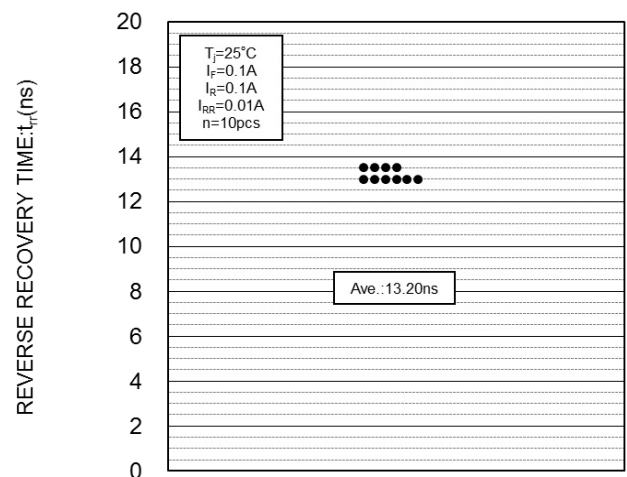 REVERSE RECOVERY TIME:trr(ns)
20
18
16
14
12
10
8
6
4
2
0
Tj=25°C
IF=0.1A
IR=0.1A
IRR=0.01A
n=10pcs
Ave.:13.20ns